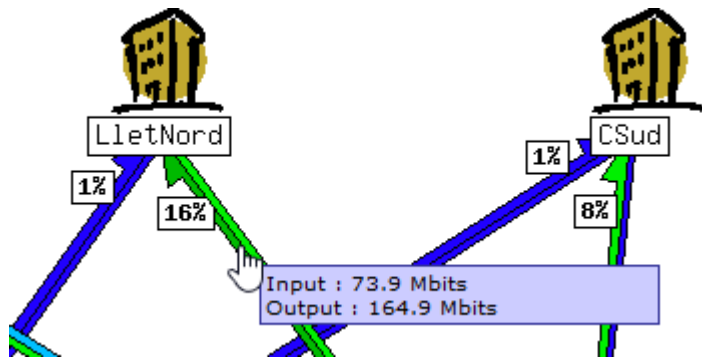 LletNord
CSud
1%
1%
16%
8%
Input : 73.9 Mbits
Output : 164.9 Mbits